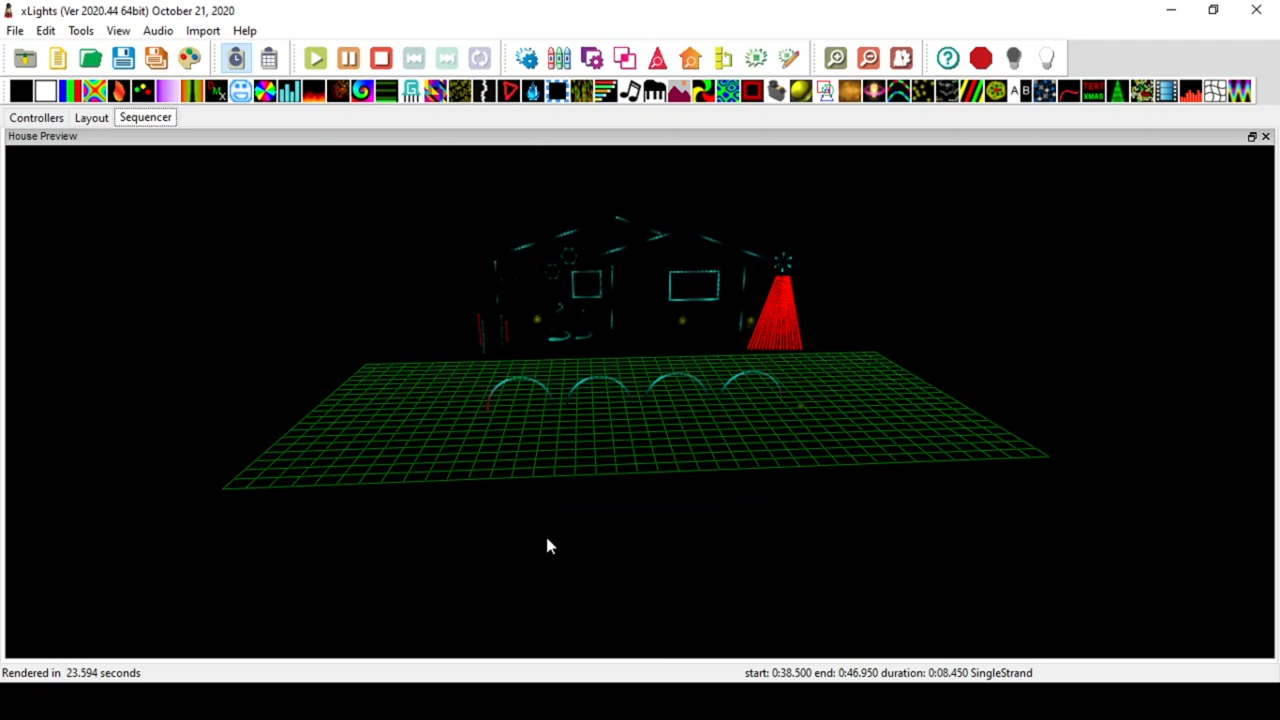 xLights (Ver 2020.44 64bit) October 21, 2020
File Edit Tools View Audio Import Help
Controllers Layout Sequencer
House Preview
Rendered in 23.594 seconds
start: 0:38.500 end: 0:46.950 duration: 0:08.450 SingleStrand